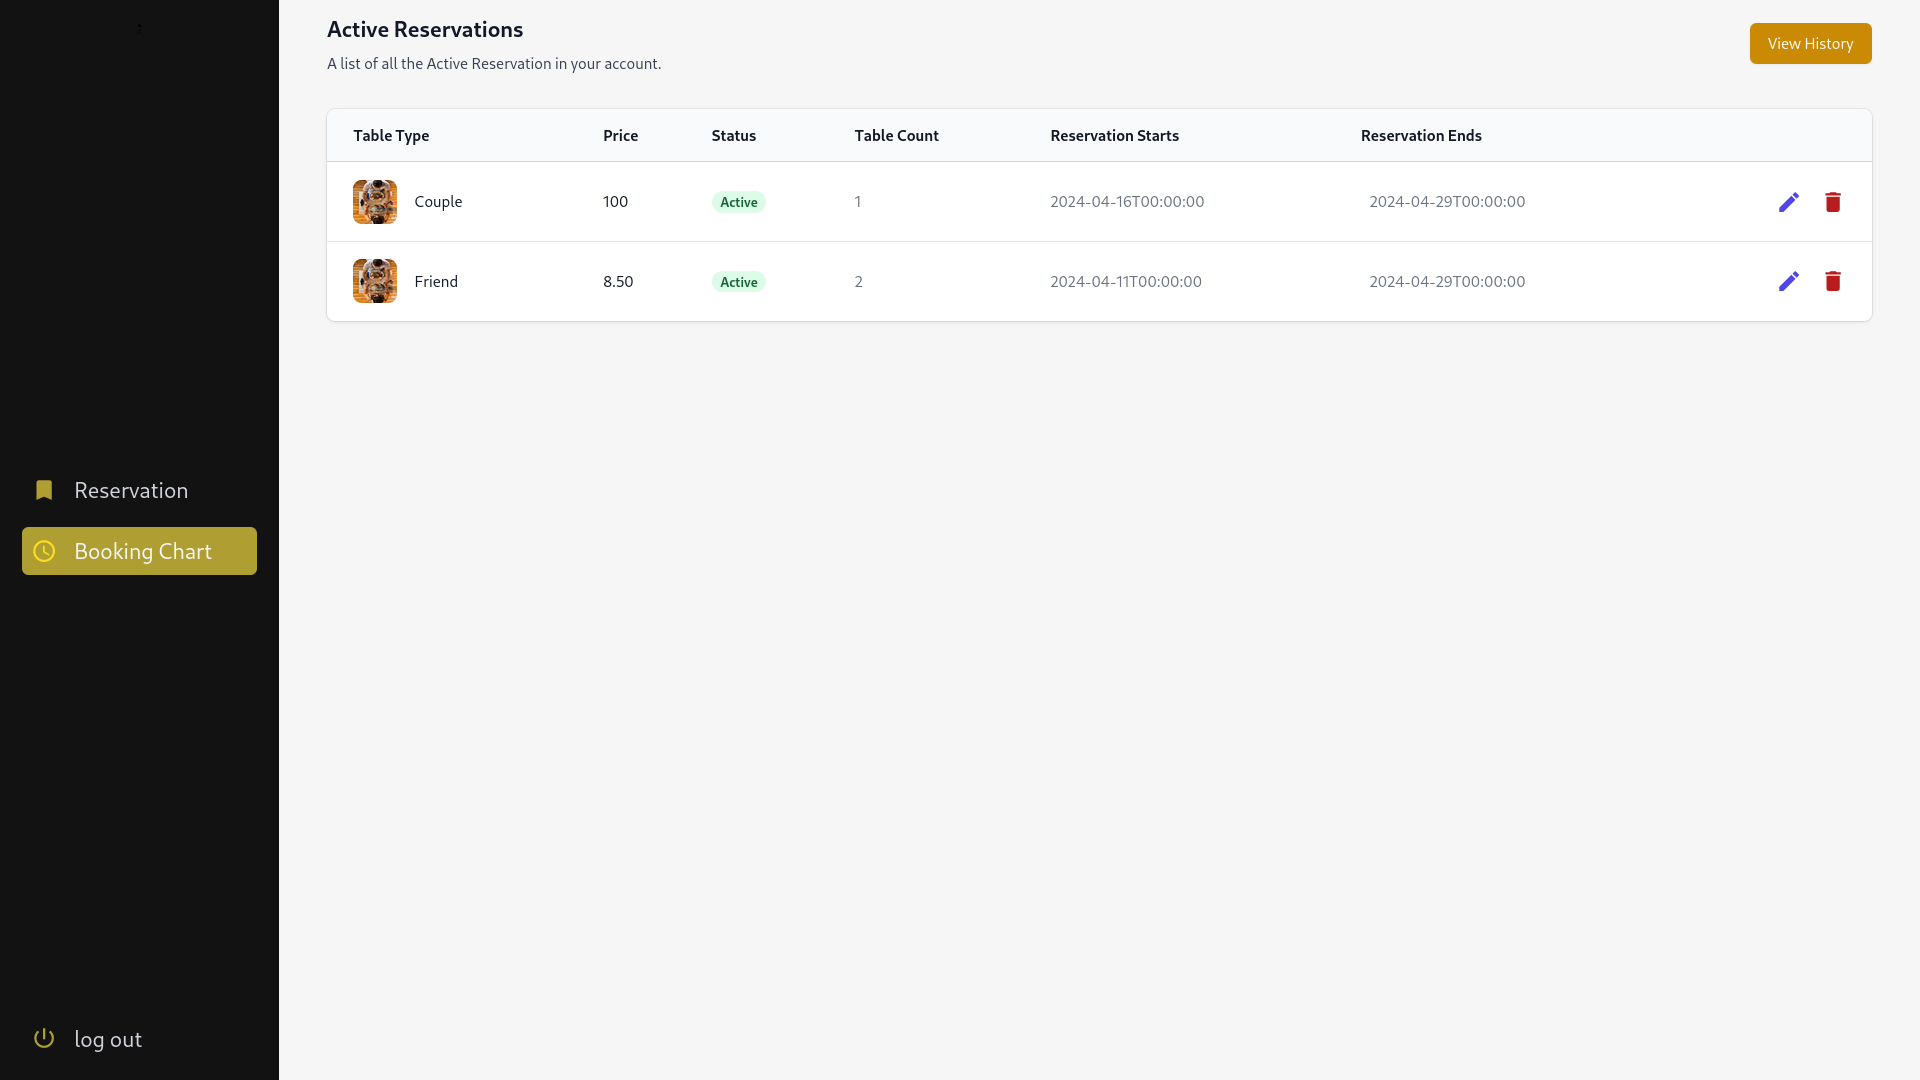 Active Reservations
A list of all the Active Reservation in your account.
View History
Table Type Price Status Table Count Reservation Starts Reservation Ends
Couple 100 Active 1 2024-04-16T00:00:00 2024-04-29T00:00:00
Friend 8.50 Active 2 2024-04-11T00:00:00 2024-04-29T00:00:00
Reservation
Booking Chart
log out